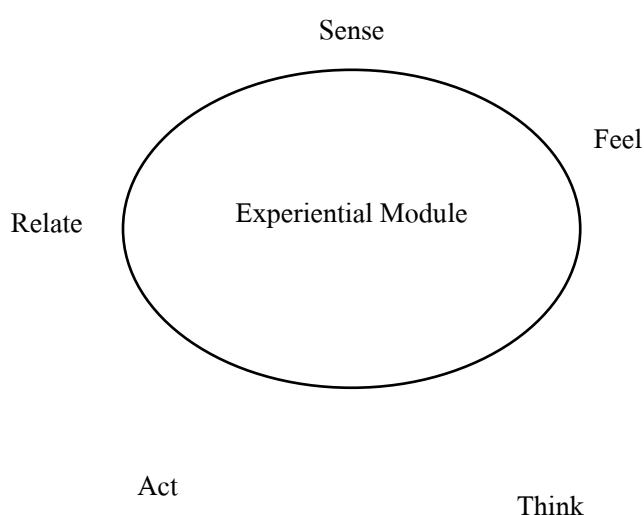 Sense
Feel
Relate
Experiential Module
Act
Think